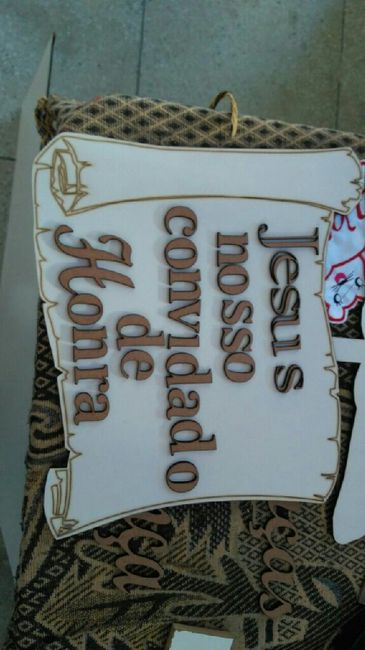 Jesus
nosso
convidado
de
Honra